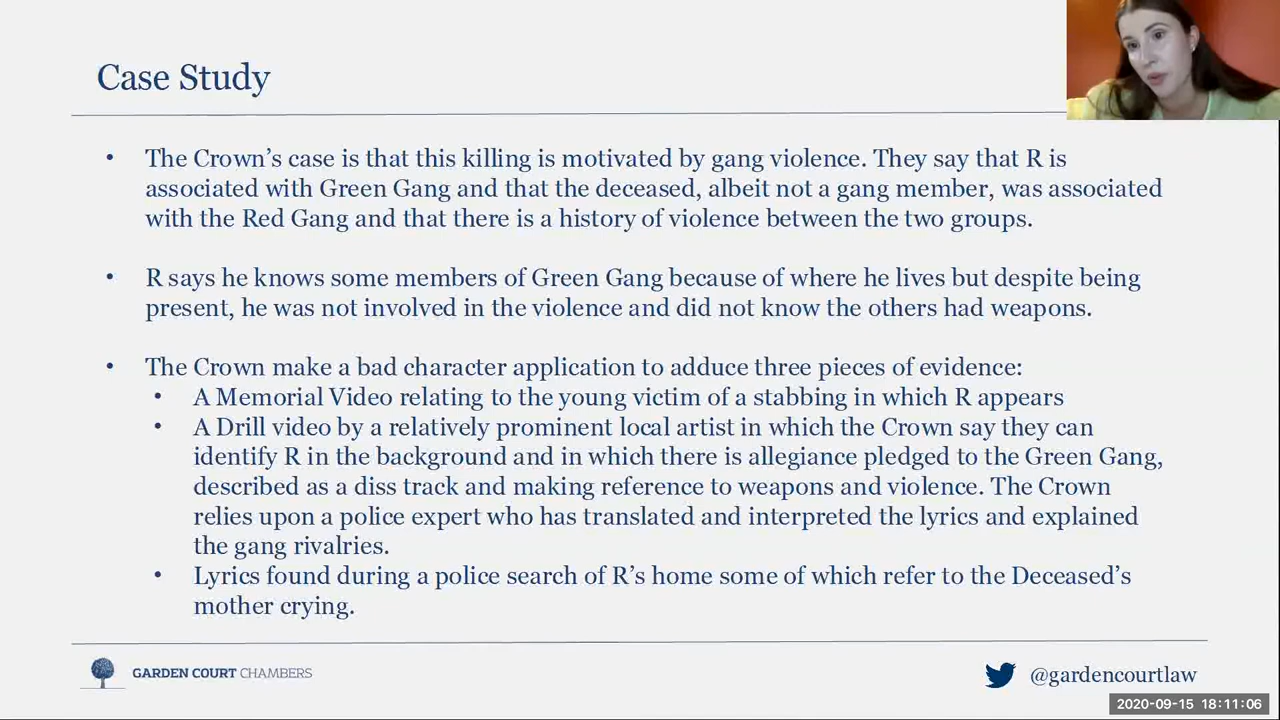 Case Study
• The Crown’s case is that this killing is motivated by gang violence. They say that R is
associated with Green Gang and that the deceased, albeit not a gang member, was associated
with the Red Gang and that there is a history of violence between the two groups.
• R says he knows some members of Green Gang because of where he lives but despite being
present, he was not involved in the violence and did not know the others had weapons.
• The Crown make a bad character application to adduce three pieces of evidence:
• A Memorial Video relating to the young victim of a stabbing in which R appears
• A Drill video by a relatively prominent local artist in which the Crown say they can
identify R in the background and in which there is allegiance pledged to the Green Gang,
described as a diss track and making reference to weapons and violence. The Crown
relies upon a police expert who has translated and interpreted the lyrics and explained
the gang rivalries.
• Lyrics found during a police search of R’s home some of which refer to the Deceased’s
mother crying.
GARDEN COURT CHAMBERS
@gardencourtlaw
2020-09-15 18:11:06